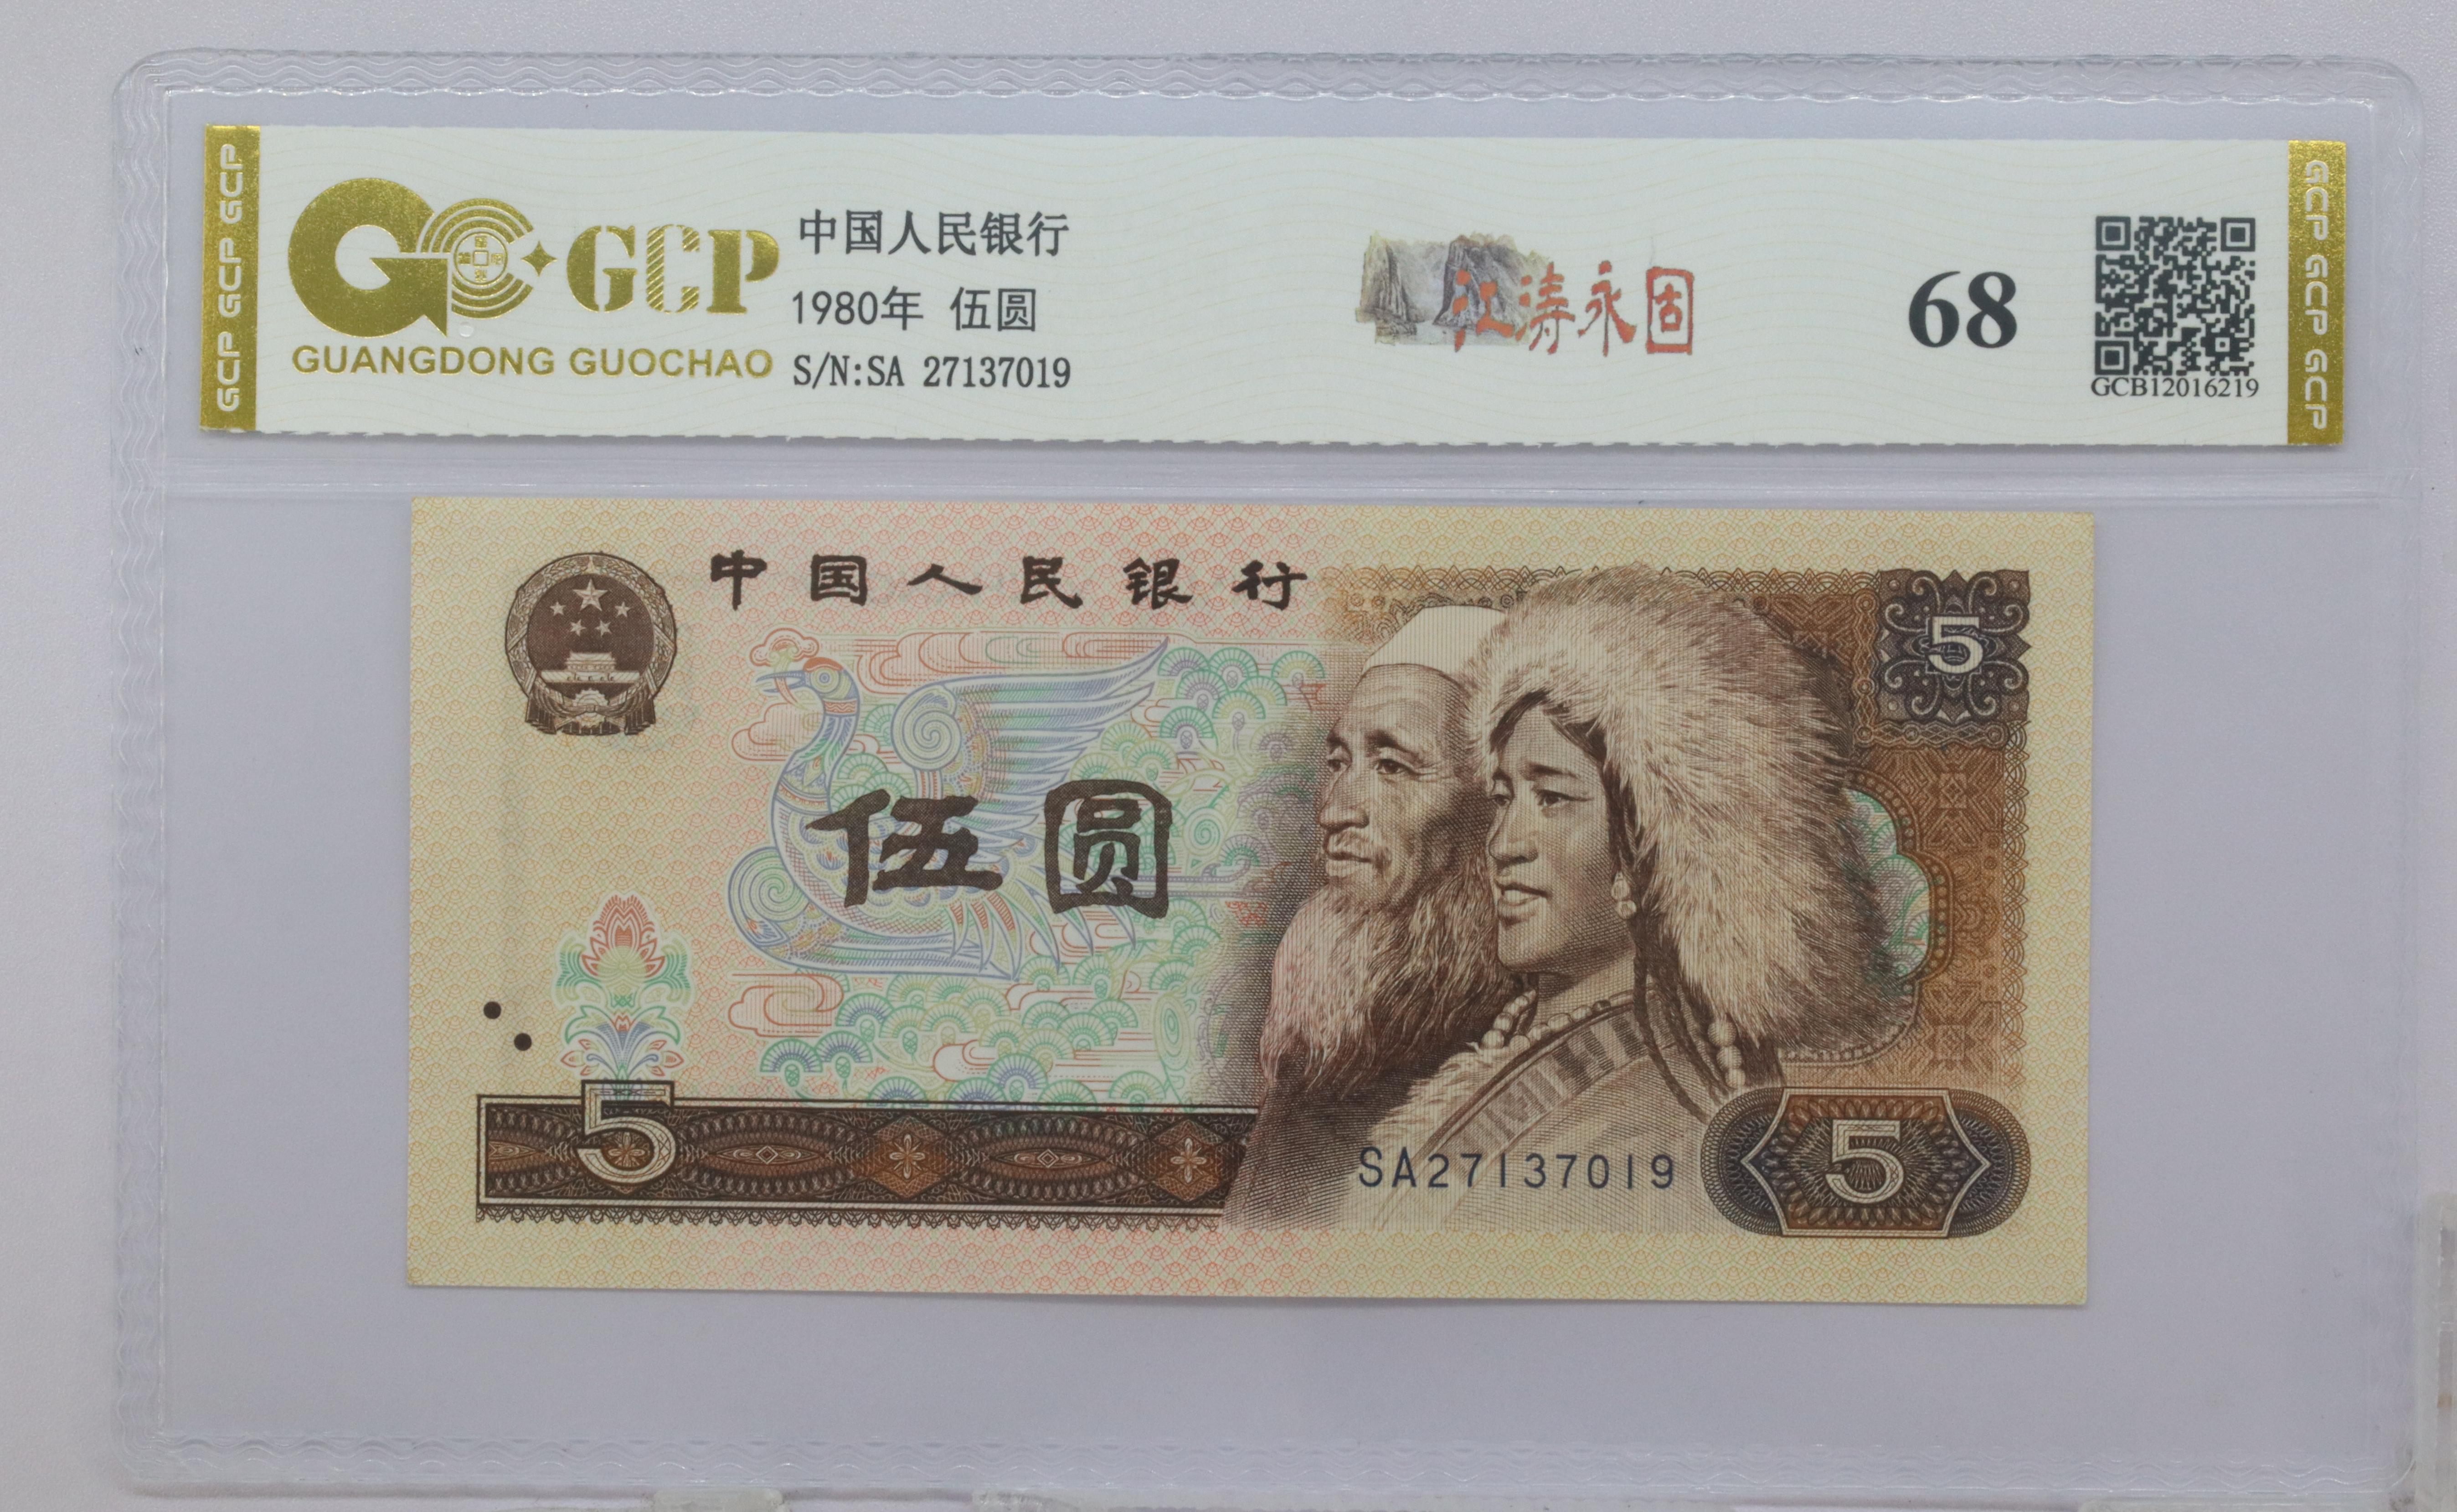 GCP GCP GCP
GCP
GUANGDONG GUOCHAO
中国人民银行
1980年 伍圆
S/N:SA 27137019
江涛永固
68
GCB12016219
GCP GCP GCP
中国人民银行
5
伍圆
5
SA27137019
5